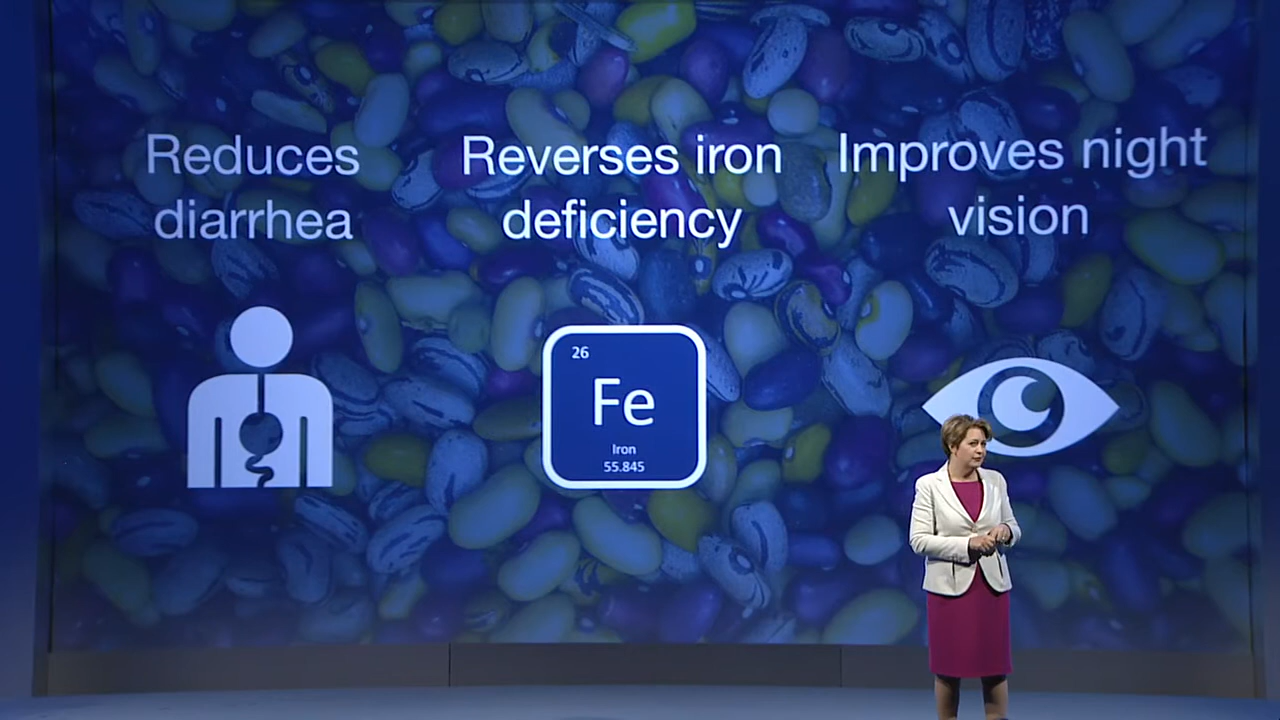 Reduces
diarrhea
Reverses iron
deficiency
Improves night
vision
26
Fe
Iron
55.845